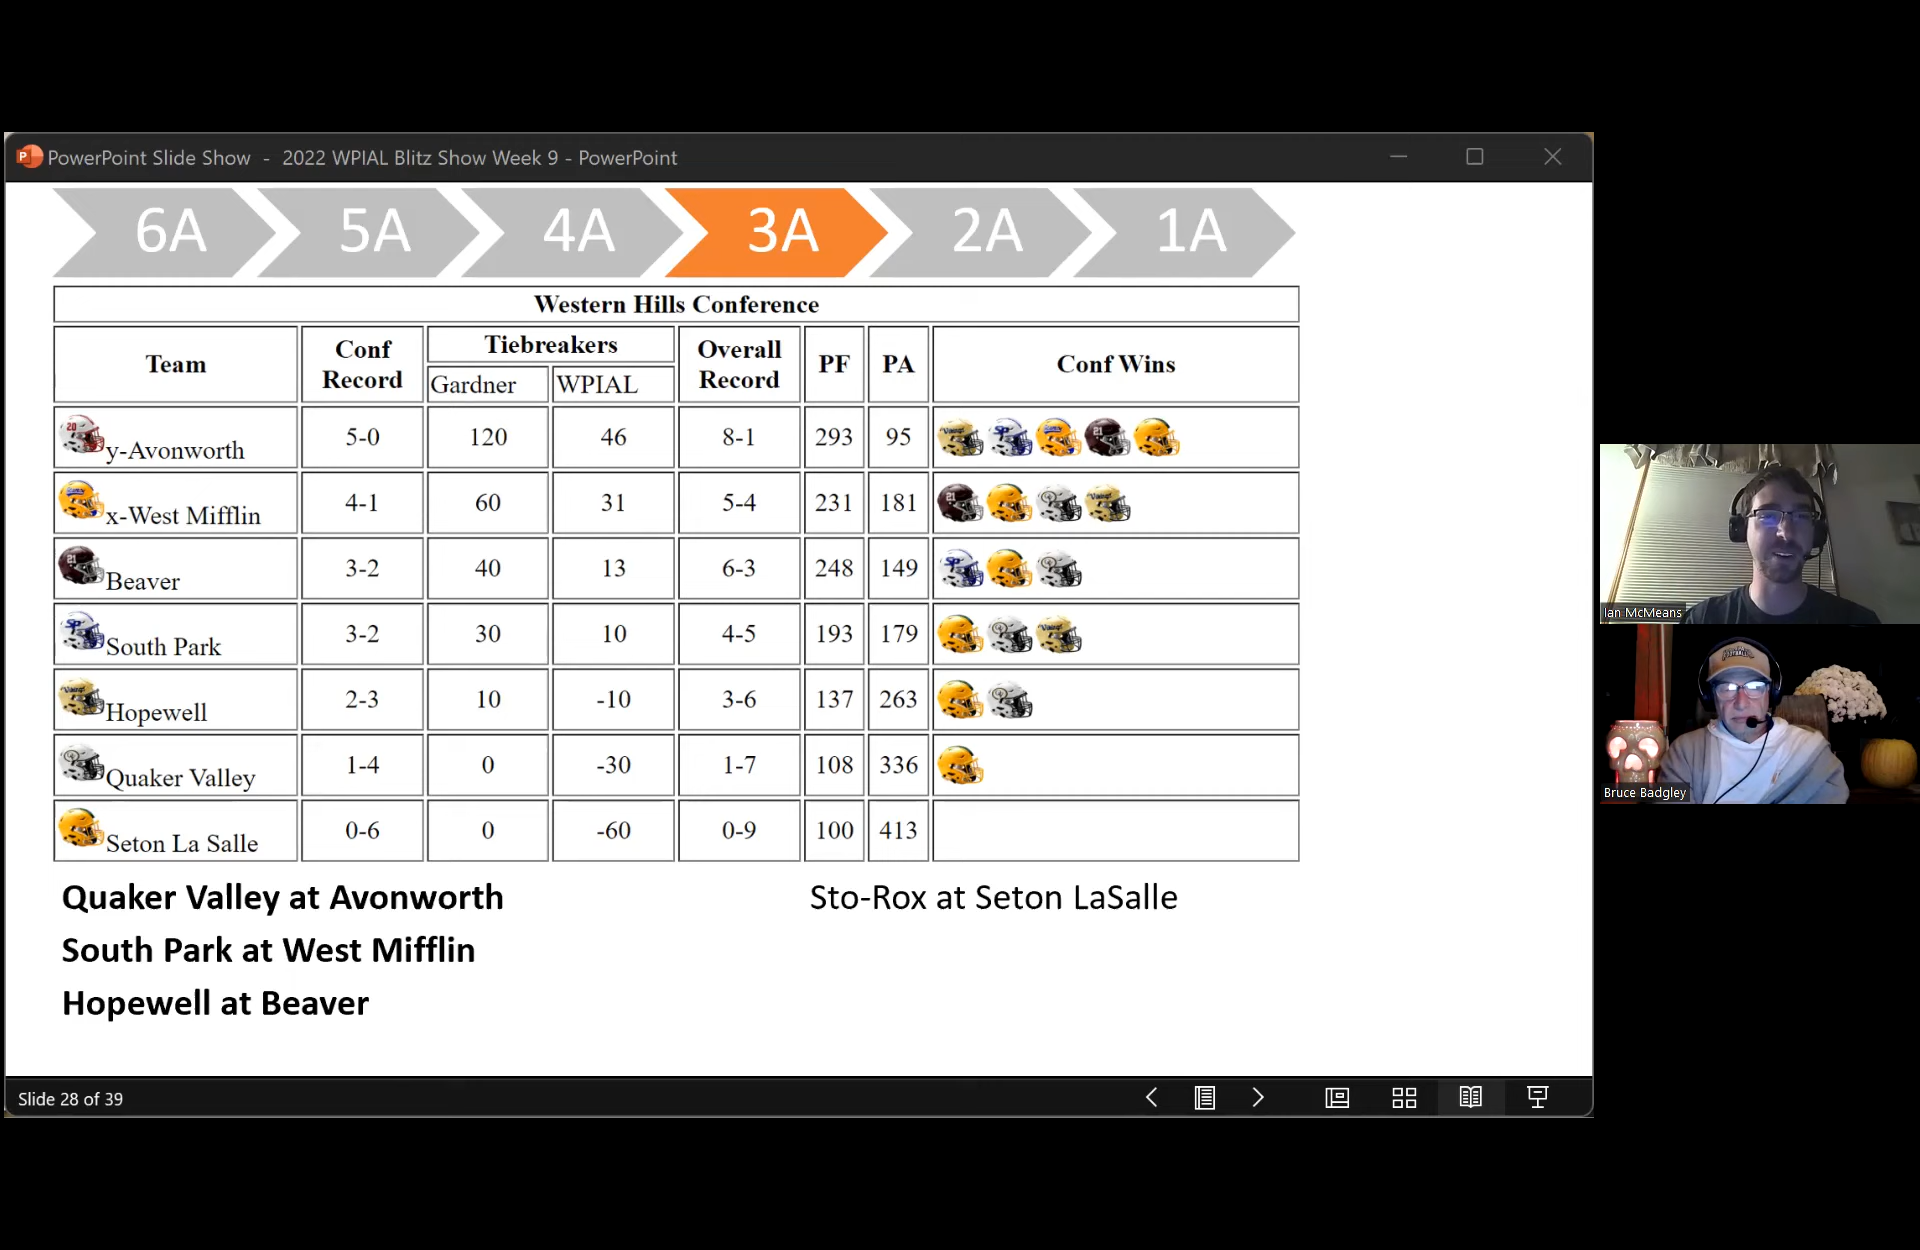 PowerPoint Slide Show - 2022 WPIAL Blitz Show Week 9 - PowerPoint
6A 5A 4A 3A 2A 1A
Western Hills Conference
Team Conf Record Tiebreakers Overall Record PF PA Conf Wins
Gardner WPIAL
y-Avonworth 5-0 120 46 8-1 293 95
x-West Mifflin 4-1 60 31 5-4 231 181
Beaver 3-2 40 13 6-3 248 149
South Park 3-2 30 10 4-5 193 179
Hopewell 2-3 10 -10 3-6 137 263
Quaker Valley 1-4 0 -30 1-7 108 336
Seton La Salle 0-6 0 -60 0-9 100 413
Quaker Valley at Avonworth
South Park at West Mifflin
Hopewell at Beaver
Sto-Rox at Seton LaSalle
Slide 28 of 39
Ian McMeans
Bruce Badgley